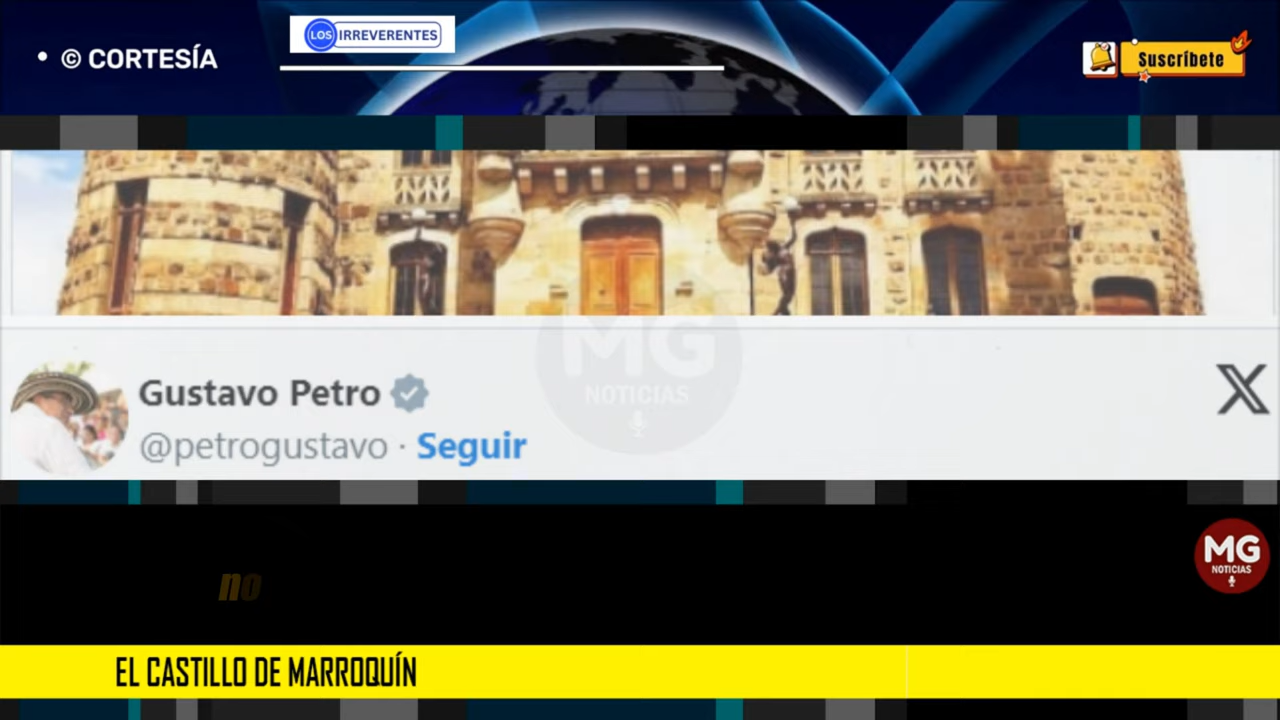 LOS IRREVERENTES
• © CORTESÍA
Suscríbete
MG
NOTICIAS
Gustavo Petro
@petrogustavo · Seguir
MG
NOTICIAS
no
EL CASTILLO DE MARROQUÍN